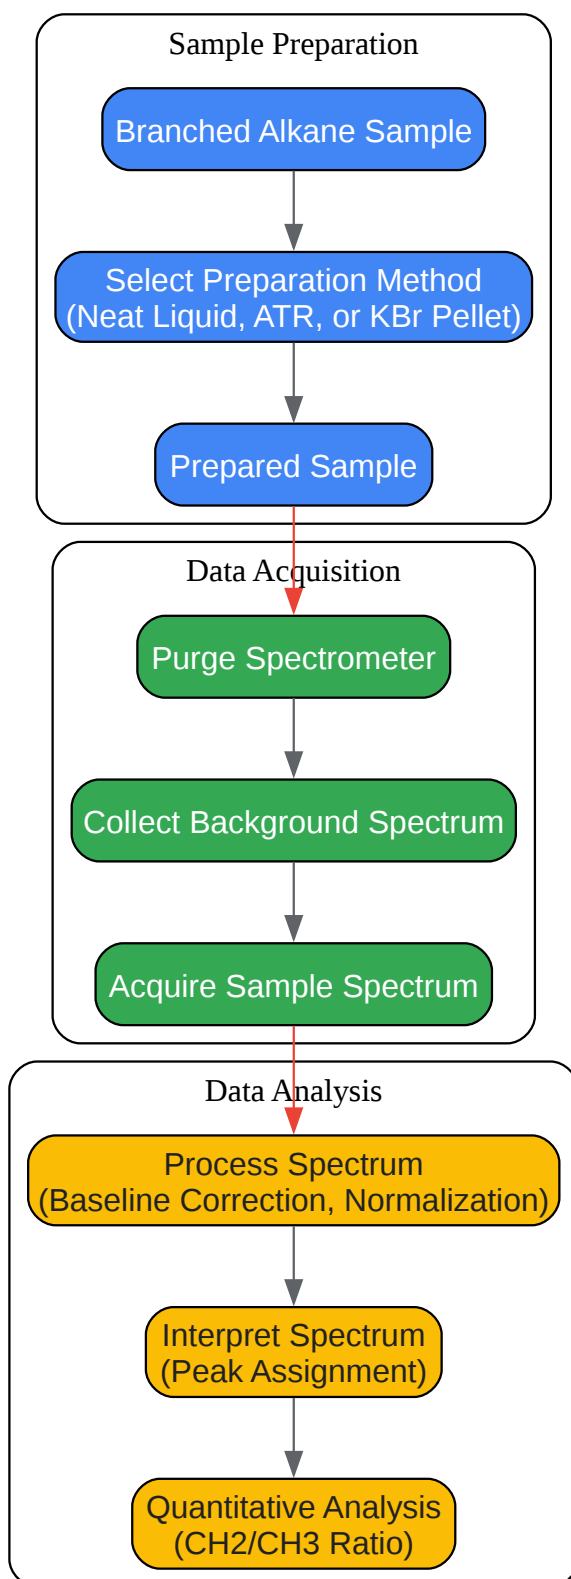 Sample Preparation
Branched Alkane Sample
Select Preparation Method
(Neat Liquid, ATR, or KBr Pellet)
Prepared Sample
Data Acquisition
Purge Spectrometer
Collect Background Spectrum
Acquire Sample Spectrum
Data Analysis
Process Spectrum
(Baseline Correction, Normalization)
Interpret Spectrum
(Peak Assignment)
Quantitative Analysis
(CH2/CH3 Ratio)